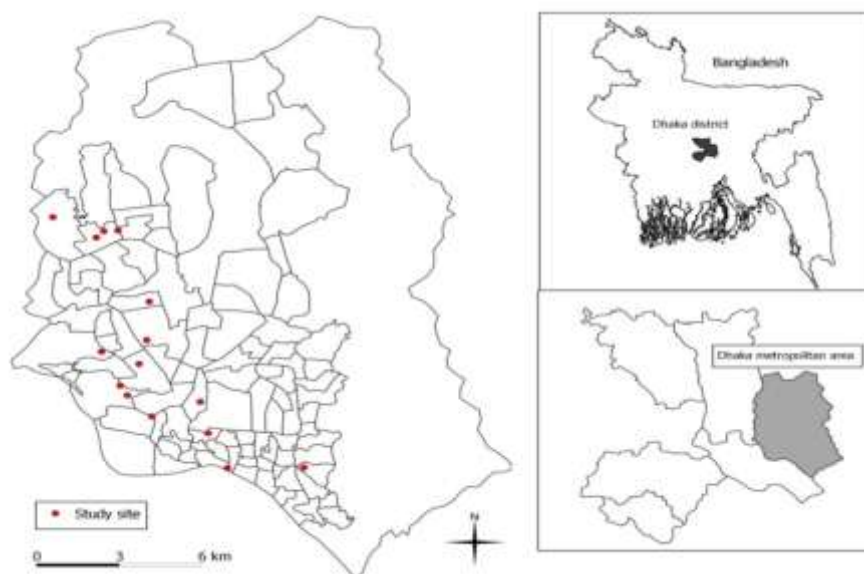 Bangladesh
Dhaka district
Dhaka metropolitan area
Study site
N
0 3 6 km